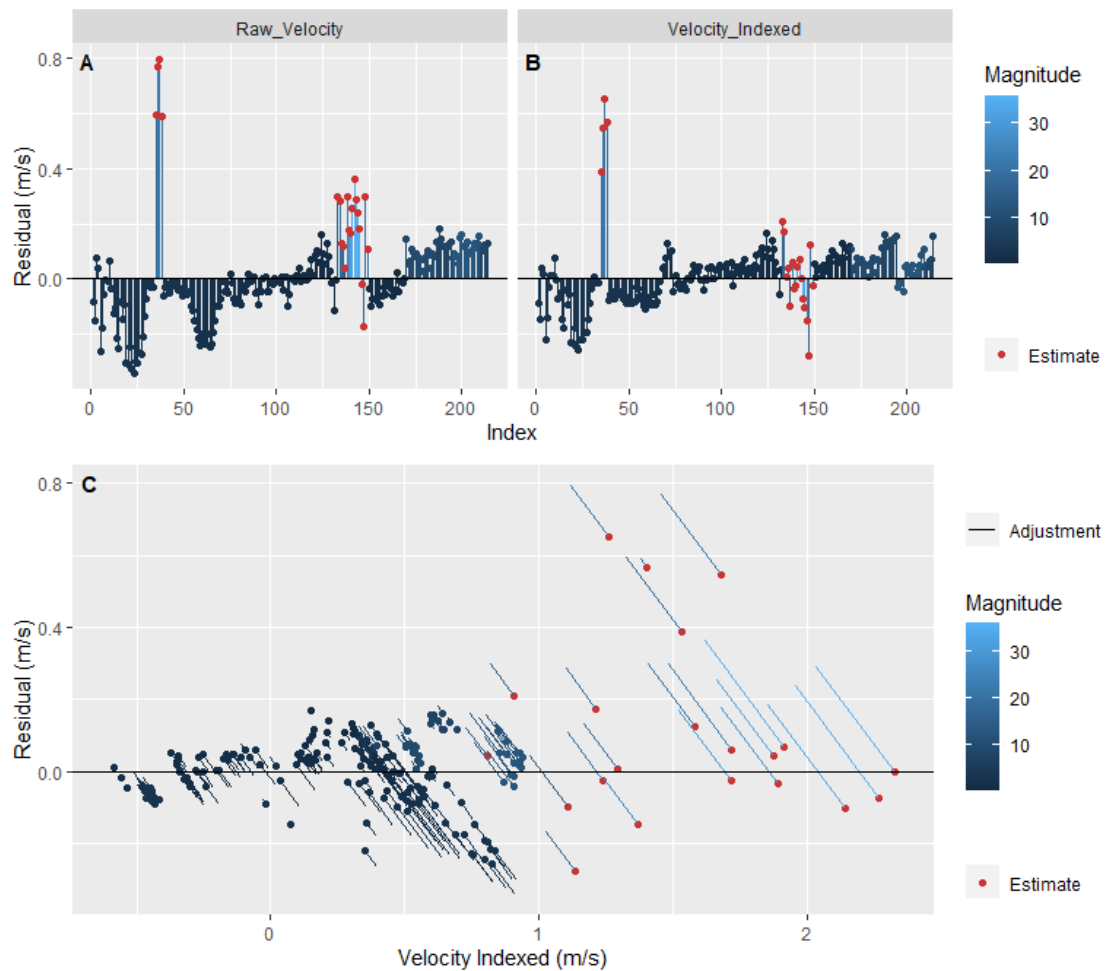 Raw_Velocity
Velocity_Indexed
A
B
0.8
0.4
0.0
Residual (m/s)
0 50 100 150 200
0 50 100 150 200
Index
Magnitude
30
20
10
Estimate
C
0.8
0.4
0.0
Residual (m/s)
0 1 2
Velocity Indexed (m/s)
Adjustment
Magnitude
30
20
10
Estimate